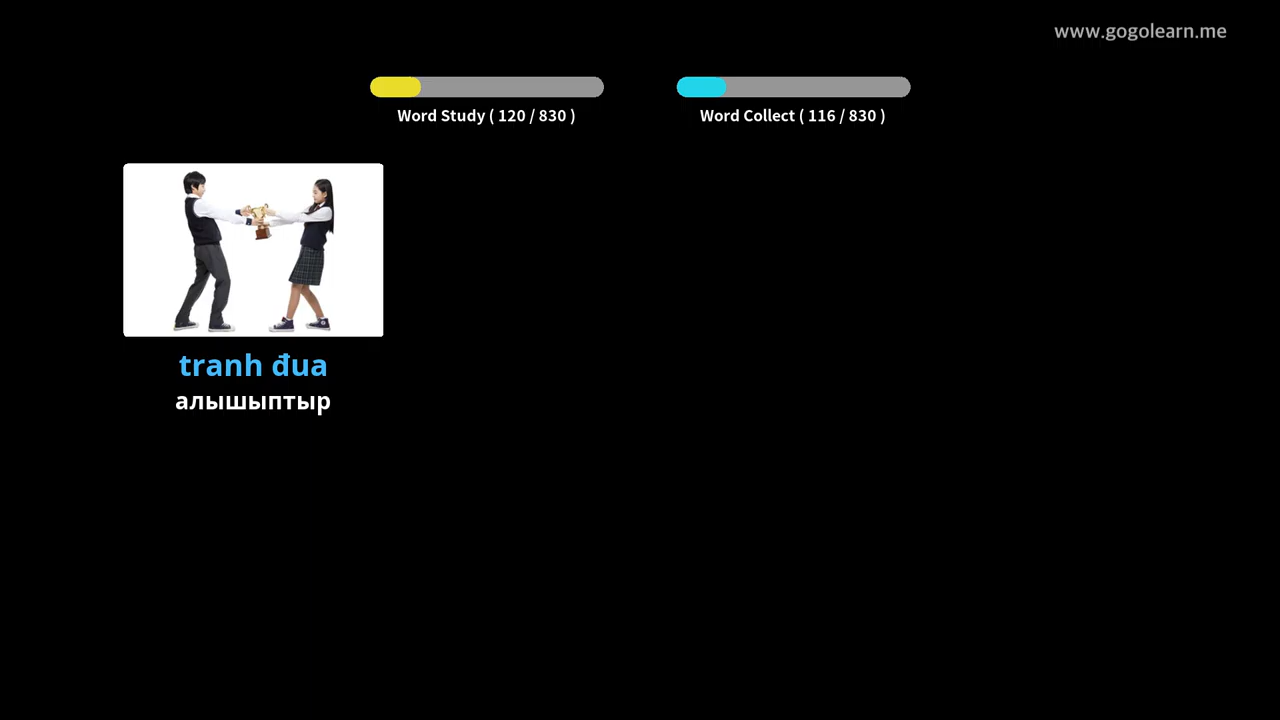 www.gogolearn.me
Word Study ( 120 / 830 )
Word Collect ( 116 / 830 )
tranh đua
алышыптыр